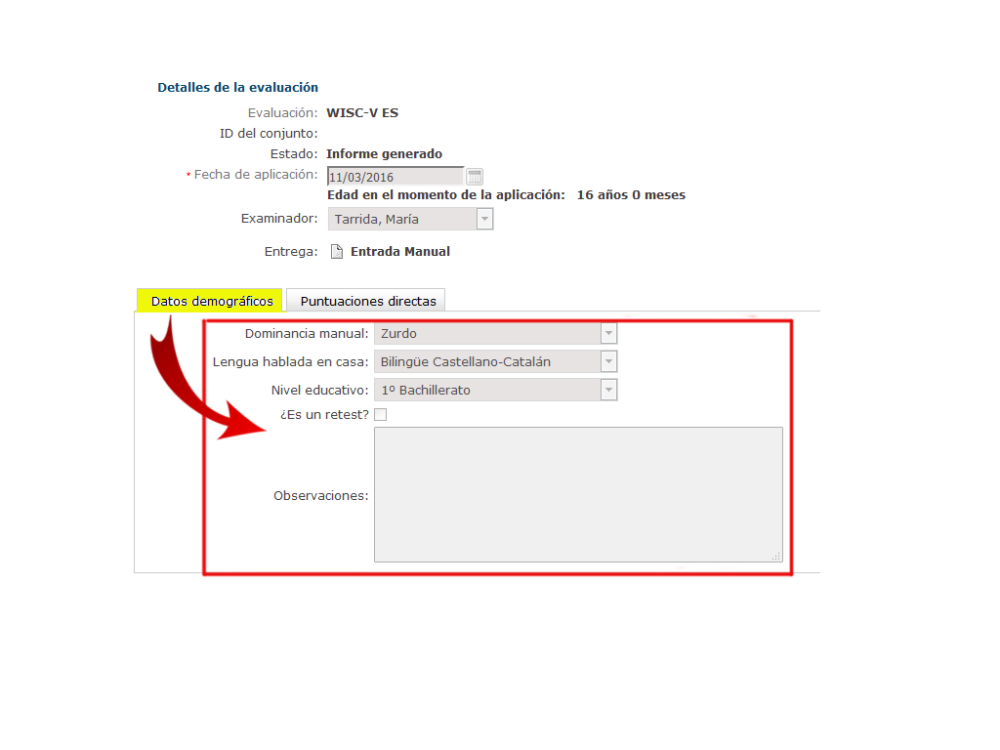 Detalles de la evaluación
Evaluación: WISC-V ES
ID del conjunto:
Estado: Informe generado
* Fecha de aplicación: 11/03/2016
Edad en el momento de la aplicación: 16 años 0 meses
Examinador: Tarrida, María
Entrega: Entrada Manual
Datos demográficos Puntuaciones directas
Dominancia manual: Zurdo
Lengua hablada en casa: Bilingüe Castellano-Catalán
Nivel educativo: 1º Bachillerato
¿Es un retest?
Observaciones: